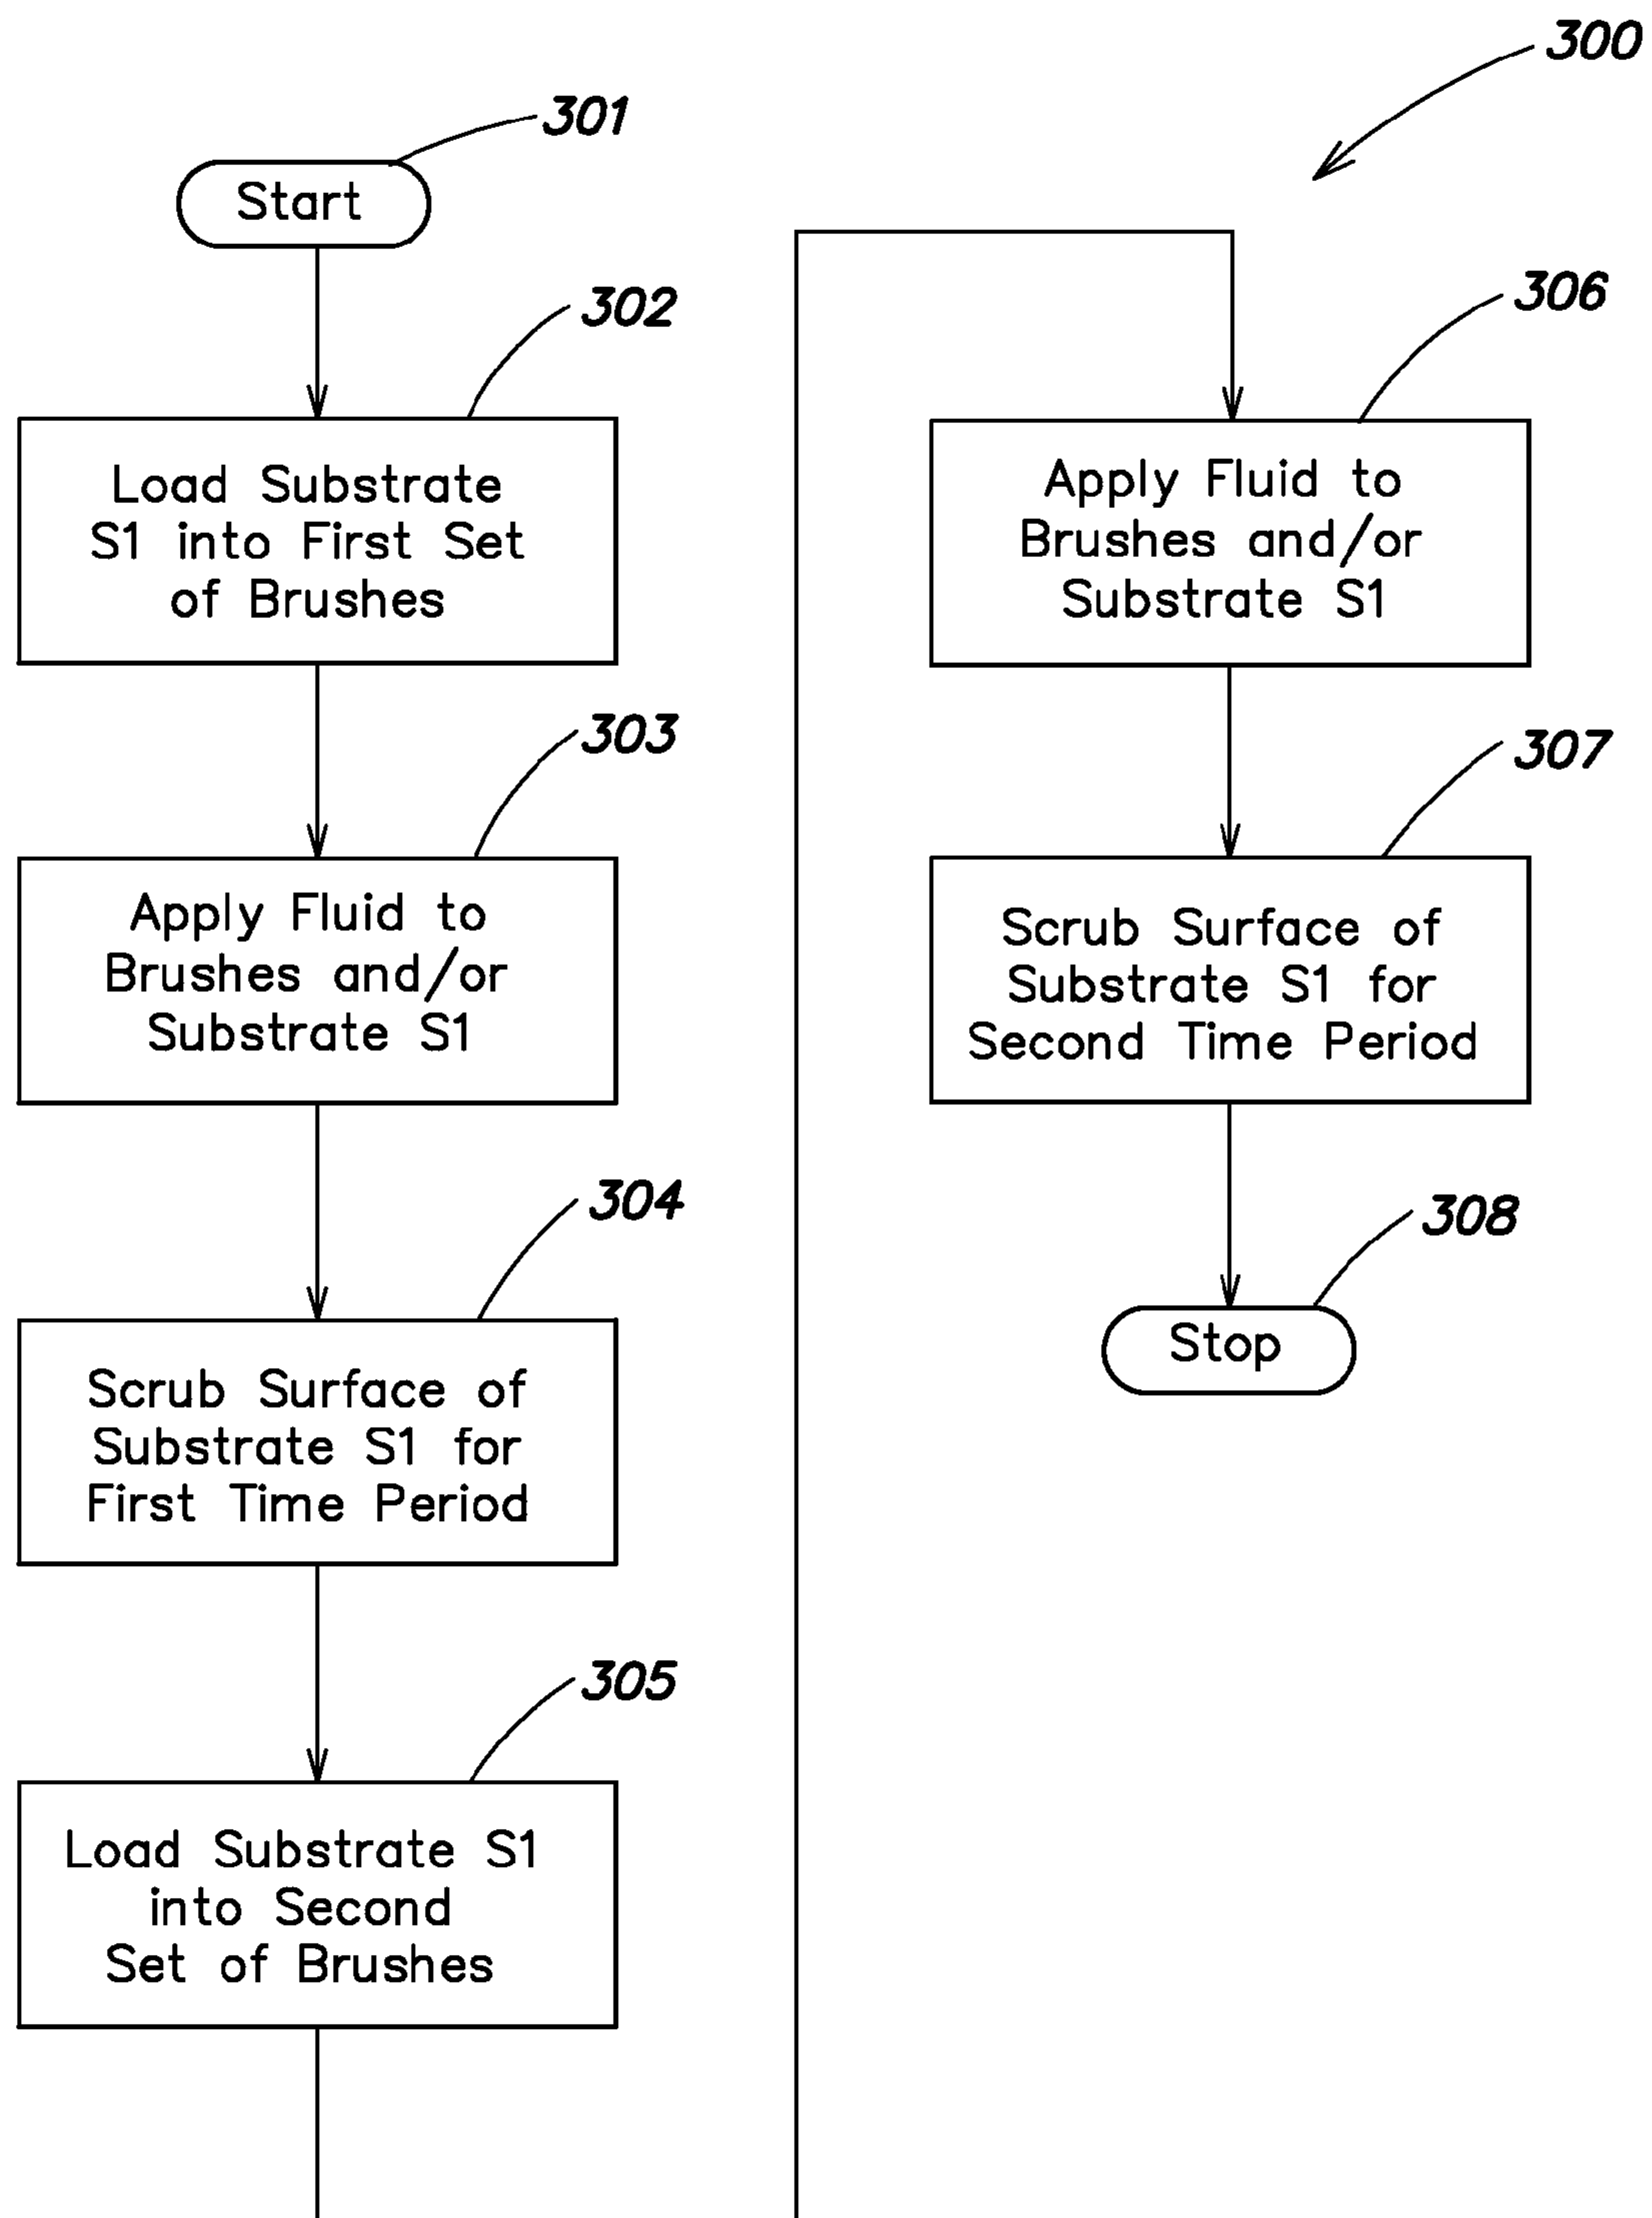 300
301
Start
302
Load Substrate
S1 into First Set
of Brushes
303
Apply Fluid to
Brushes and/or
Substrate S1
304
Scrub Surface of
Substrate S1 for
First Time Period
305
Load Substrate S1
into Second
Set of Brushes
306
Apply Fluid to
Brushes and/or
Substrate S1
307
Scrub Surface of
Substrate S1 for
Second Time Period
308
Stop